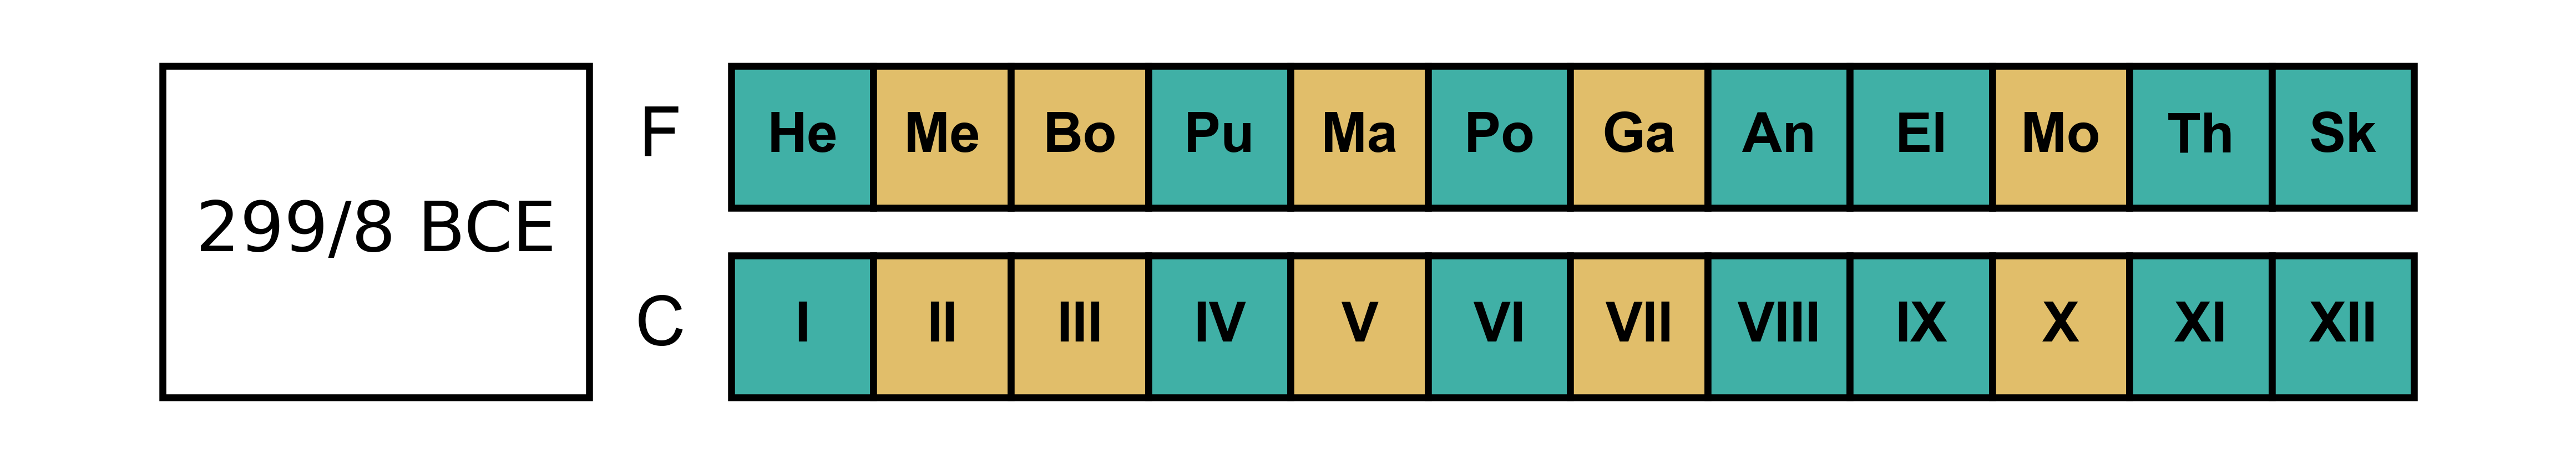 299/8 BCE
F He Me Bo Pu Ma Po Ga An El Mo Th Sk
C I II III IV V VI VII VIII IX X XI XII